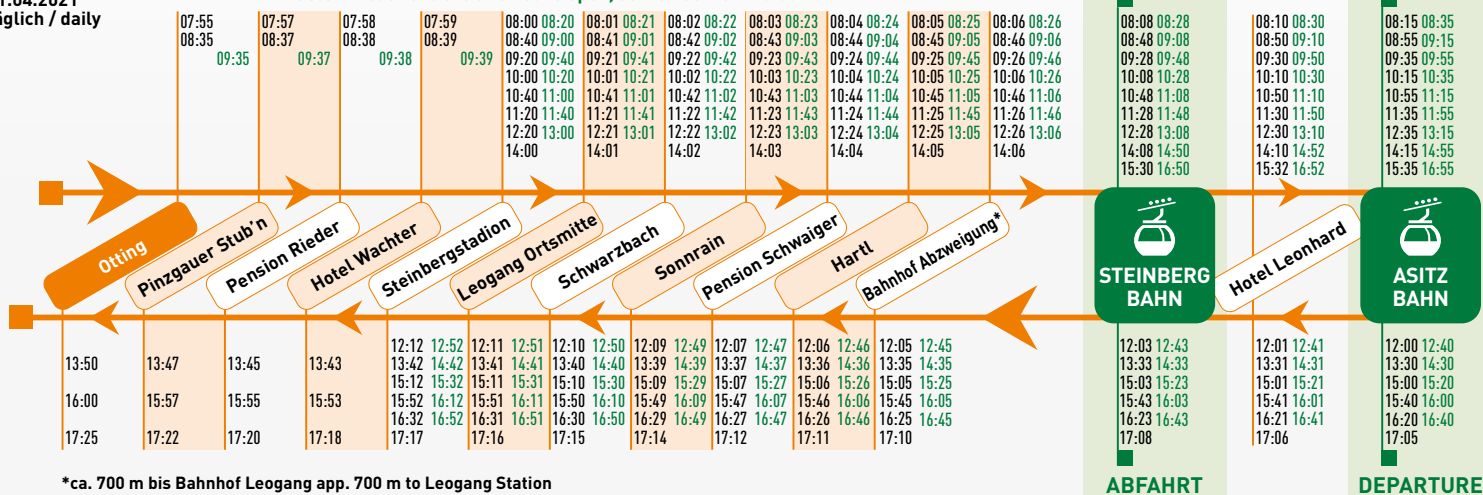 täglich / daily
07:55 07:57 07:58 07:59 08:00 08:20 08:01 08:21 08:02 08:22 08:03 08:23 08:04 08:24 08:05 08:25 08:06 08:26 08:08 08:28 08:10 08:30 08:15 08:35
08:35 08:37 08:38 08:39 08:40 09:00 08:41 09:01 08:42 09:02 08:43 09:03 08:44 09:04 08:45 09:05 08:46 09:06 08:48 09:08 08:50 09:10 08:55 09:15
09:35 09:37 09:38 09:39 09:20 09:40 09:21 09:41 09:22 09:42 09:23 09:43 09:24 09:44 09:25 09:45 09:26 09:46 09:28 09:48 09:30 09:50 09:35 09:55
10:00 10:20 10:01 10:21 10:02 10:22 10:03 10:23 10:04 10:24 10:05 10:25 10:06 10:26 10:08 10:28 10:10 10:30 10:15 10:35
10:40 11:00 10:41 11:01 10:42 11:02 10:43 11:03 10:44 11:04 10:45 11:05 10:46 11:06 10:48 11:08 10:50 11:10 10:55 11:15
11:20 11:40 11:21 11:41 11:22 11:42 11:23 11:43 11:24 11:44 11:25 11:45 11:26 11:46 11:28 11:48 11:30 11:50 11:35 11:55
12:20 13:00 12:21 13:01 12:22 13:02 12:23 13:03 12:24 13:04 12:25 13:05 12:26 13:06 12:28 13:08 12:30 13:10 12:35 13:15
14:00 14:01 14:02 14:03 14:04 14:05 14:06 14:08 14:50 14:10 14:52 14:15 14:55
15:30 16:50 15:32 16:52 15:35 16:55
Otting
Pinzgauer Stub'n
Pension Rieder
Hotel Wachter
Steinbergstadion
Leogang Ortsmitte
Schwarzbach
Sonnrain
Pension Schwaiger
Hartl
Bahnhof Abzweigung*
STEINBERG
BAHN
Hotel Leonhard
ASITZ
BAHN
12:12 12:52 12:11 12:51 12:10 12:50 12:09 12:49 12:07 12:47 12:06 12:46 12:05 12:45 12:03 12:43 12:01 12:41 12:00 12:40
13:50 13:47 13:45 13:43 13:42 14:42 13:41 14:41 13:40 14:40 13:39 14:39 13:37 14:37 13:36 14:36 13:35 14:35 13:33 14:33 13:31 14:31 13:30 14:30
15:12 15:32 15:11 15:31 15:10 15:30 15:09 15:29 15:07 15:27 15:06 15:26 15:05 15:25 15:03 15:23 15:01 15:21 15:00 15:20
16:00 15:57 15:55 15:53 15:52 16:12 15:51 16:11 15:50 16:10 15:49 16:09 15:47 16:07 15:46 16:06 15:45 16:05 15:43 16:03 15:41 16:01 15:40 16:00
16:32 16:52 16:31 16:51 16:30 16:50 16:29 16:49 16:27 16:47 16:26 16:46 16:25 16:45 16:23 16:43 16:21 16:41 16:20 16:40
17:25 17:22 17:20 17:18 17:17 17:16 17:15 17:14 17:12 17:11 17:10 17:08 17:06 17:05
*ca. 700 m bis Bahnhof Leogang app. 700 m to Leogang Station
ABFAHRT
DEPARTURE